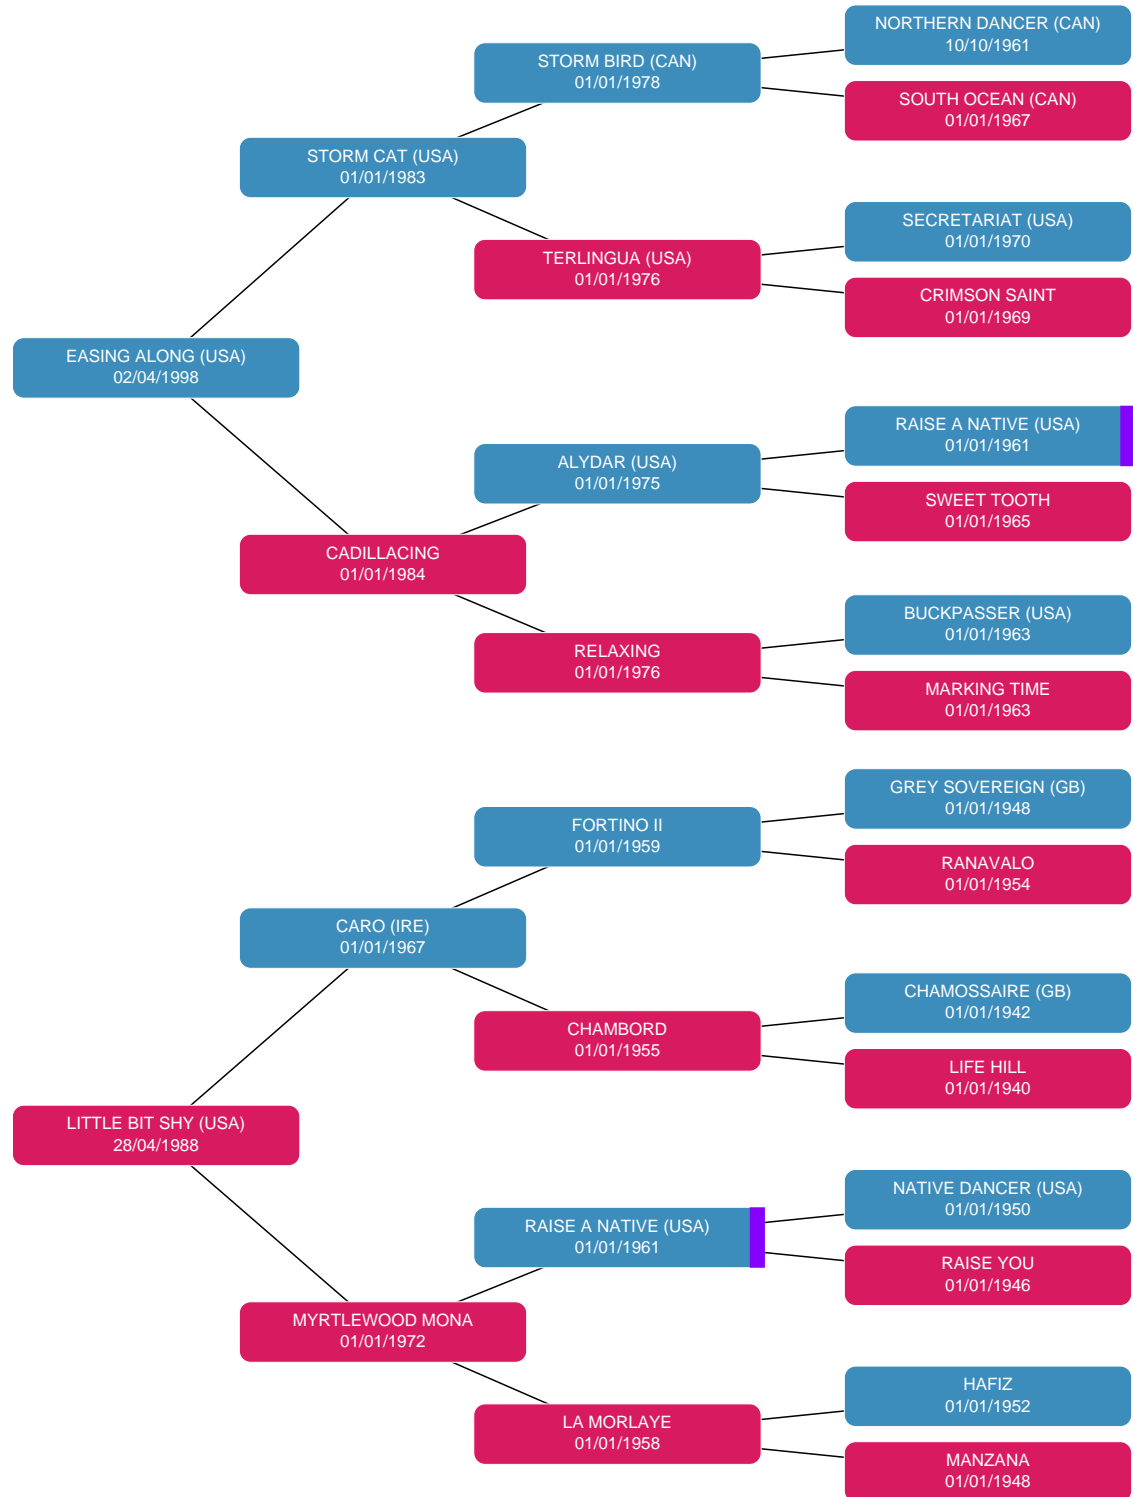 NORTHERN DANCER (CAN)
10/10/1961
STORM BIRD (CAN)
01/01/1978
SOUTH OCEAN (CAN)
01/01/1967
STORM CAT (USA)
01/01/1983
SECRETARIAT (USA)
01/01/1970
TERLINGUA (USA)
01/01/1976
CRIMSON SAINT
01/01/1969
EASING ALONG (USA)
02/04/1998
RAISE A NATIVE (USA)
01/01/1961
ALYDAR (USA)
01/01/1975
SWEET TOOTH
01/01/1965
CADILLACING
01/01/1984
BUCKPASSER (USA)
01/01/1963
RELAXING
01/01/1976
MARKING TIME
01/01/1963
GREY SOVEREIGN (GB)
01/01/1948
FORTINO II
01/01/1959
RANAVALO
01/01/1954
CARO (IRE)
01/01/1967
CHAMOSSAIRE (GB)
01/01/1942
CHAMBORD
01/01/1955
LIFE HILL
01/01/1940
LITTLE BIT SHY (USA)
28/04/1988
NATIVE DANCER (USA)
01/01/1950
RAISE A NATIVE (USA)
01/01/1961
RAISE YOU
01/01/1946
MYRTLEWOOD MONA
01/01/1972
HAFIZ
01/01/1952
LA MORLAYE
01/01/1958
MANZANA
01/01/1948